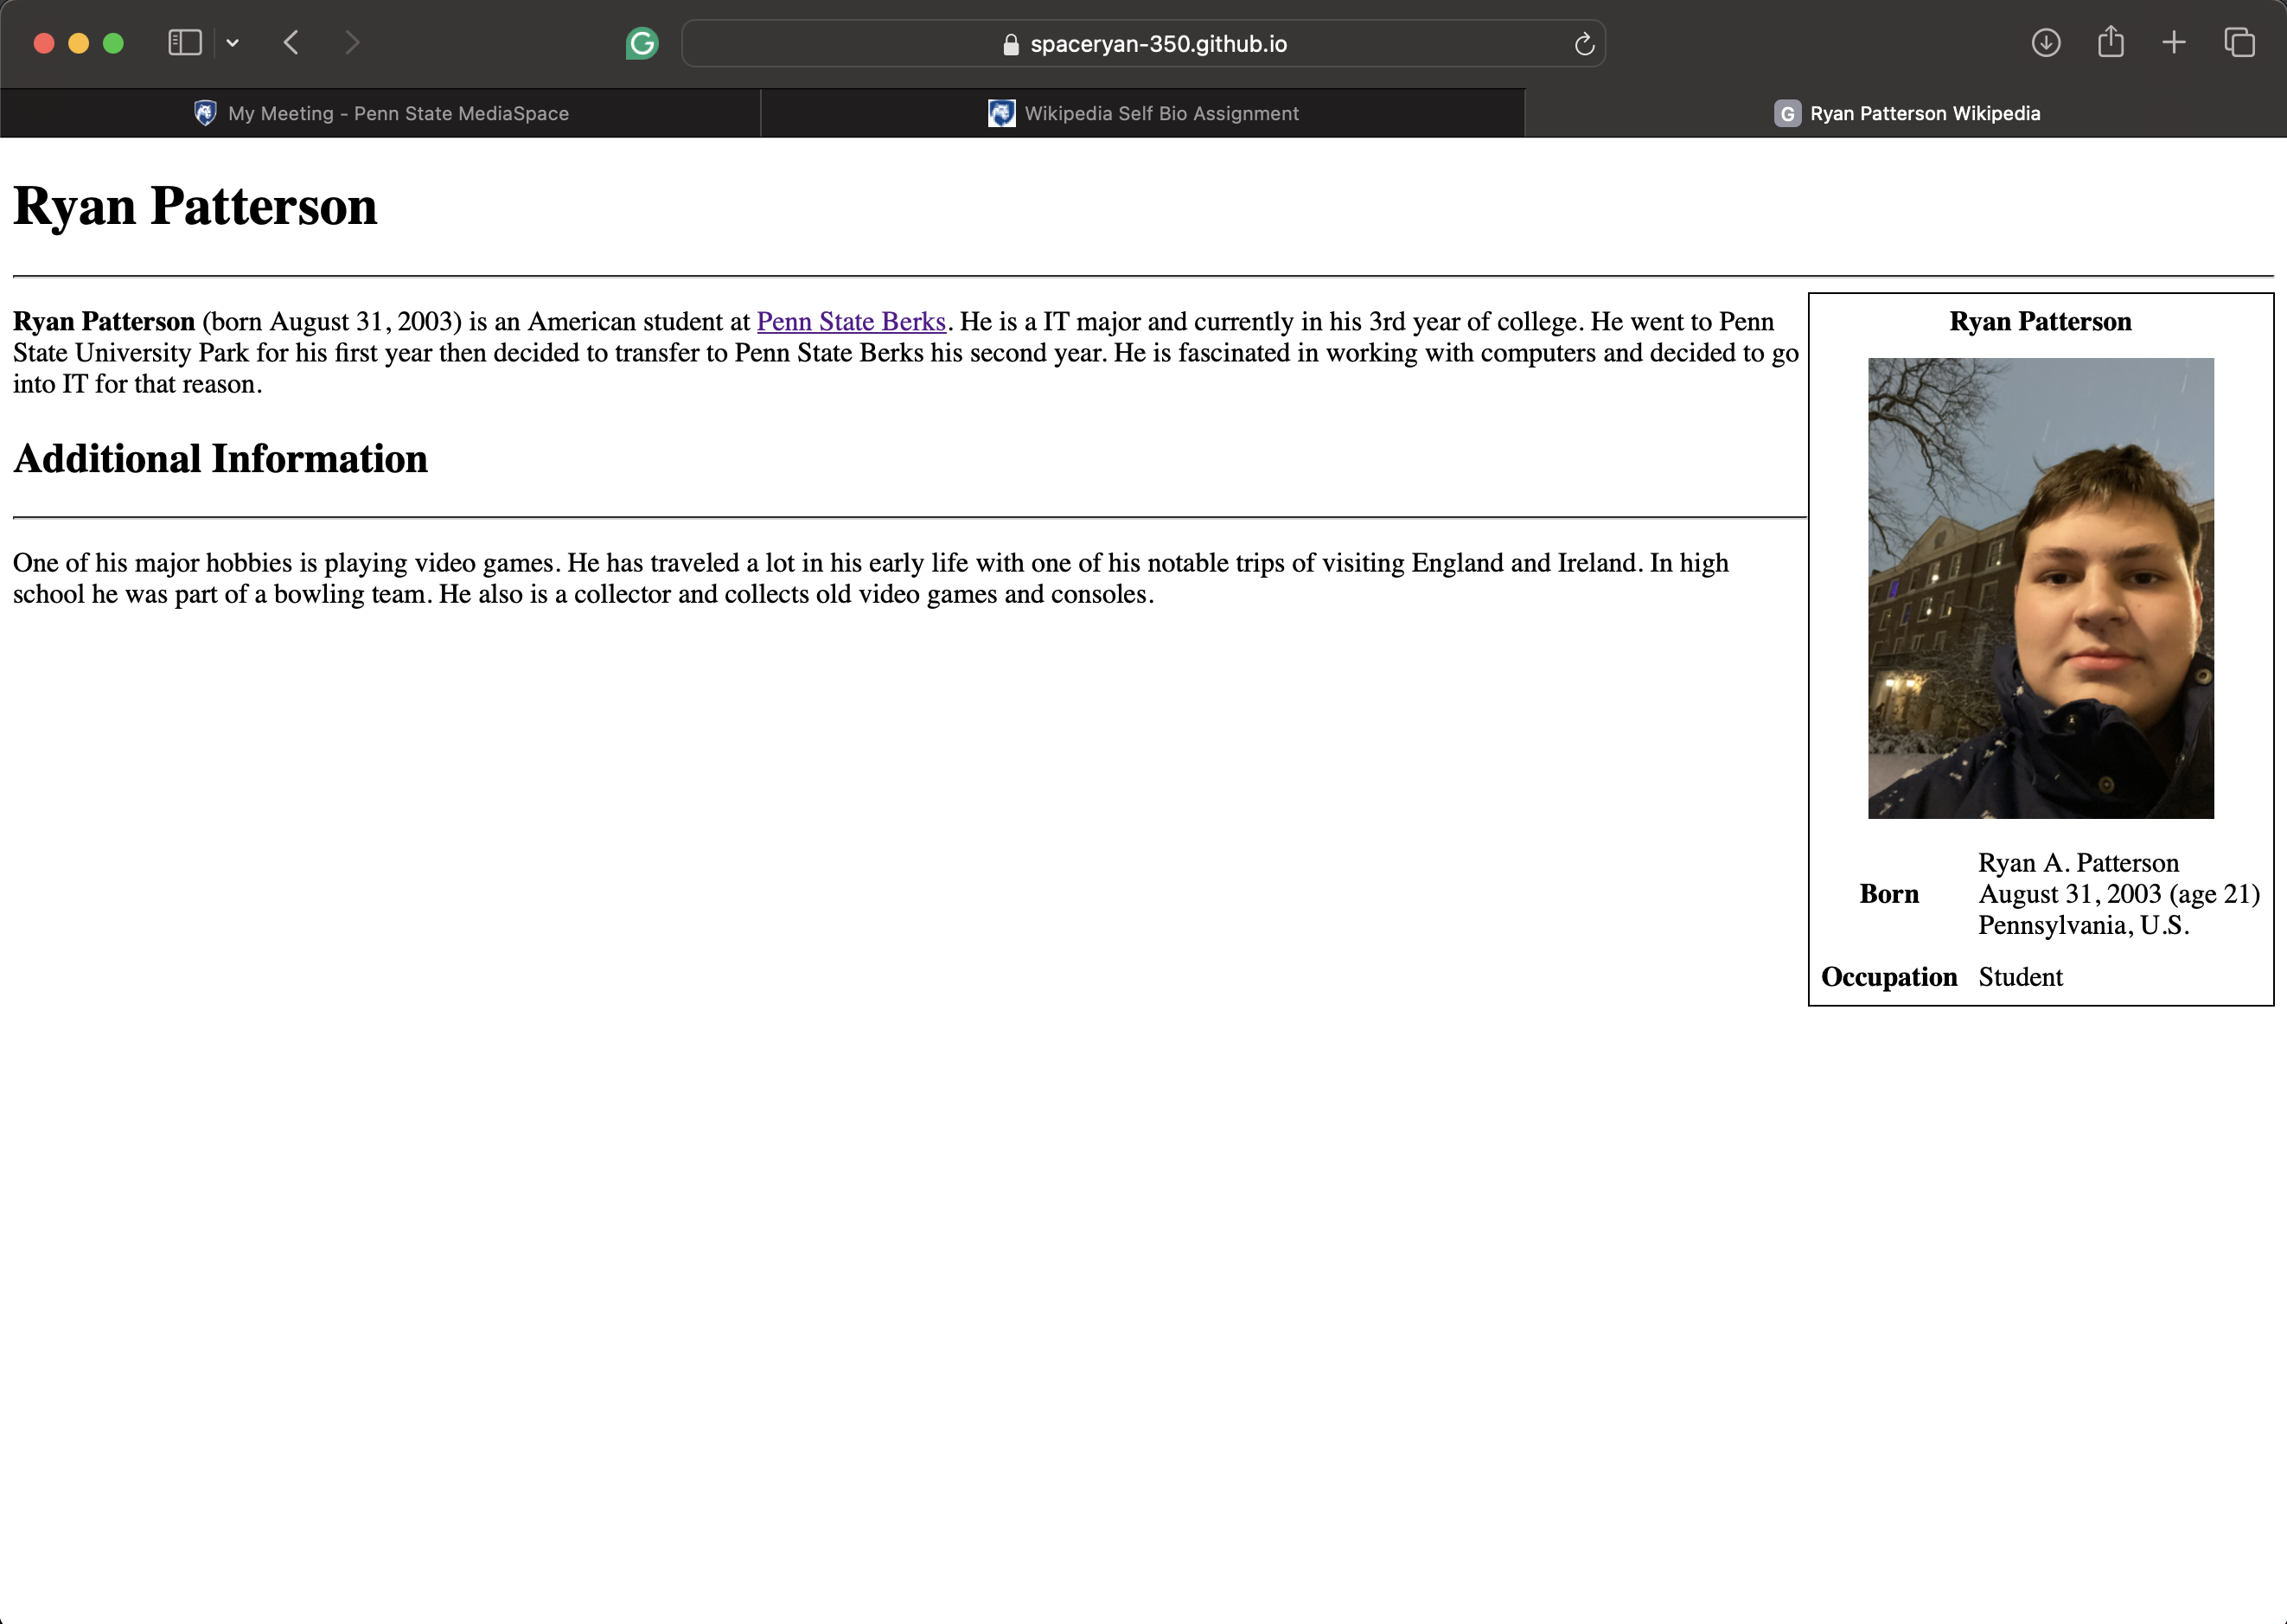 spaceryan-350.github.io
My Meeting - Penn State MediaSpace
Wikipedia Self Bio Assignment
G Ryan Patterson Wikipedia
Ryan Patterson
Ryan Patterson (born August 31, 2003) is an American student at Penn State Berks. He is a IT major and currently in his 3rd year of college. He went to Penn
State University Park for his first year then decided to transfer to Penn State Berks his second year. He is fascinated in working with computers and decided to go
into IT for that reason.
Additional Information
One of his major hobbies is playing video games. He has traveled a lot in his early life with one of his notable trips of visiting England and Ireland. In high
school he was part of a bowling team. He also is a collector and collects old video games and consoles.
Ryan Patterson
Ryan A. Patterson
Born August 31, 2003 (age 21)
Pennsylvania, U.S.
Occupation Student